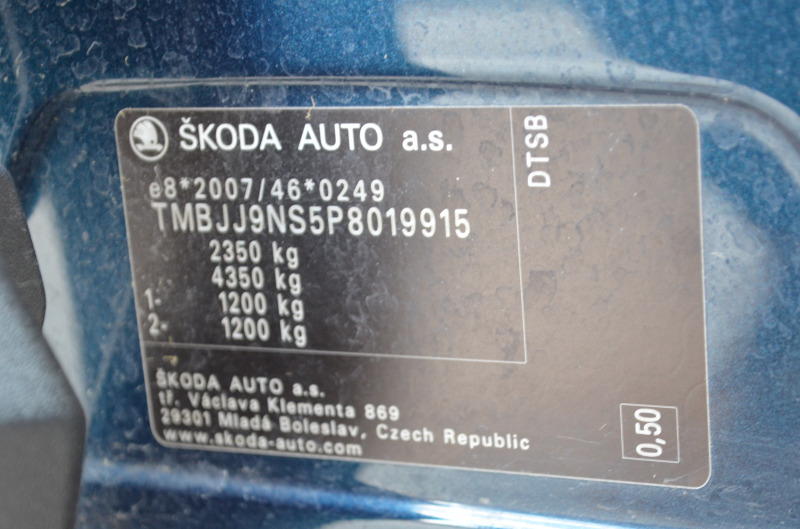 ŠKODA AUTO a.s.
DTSB
e8*2007/46*0249
TMBJJ9NS5P8019915
2350 kg
4350 kg
1- 1200 kg
2- 1200 kg
ŠKODA AUTO a.s.
tř. Václava Klementa 869
29301 Mladá Boleslav, Czech Republic
www.skoda-auto.com
0,50